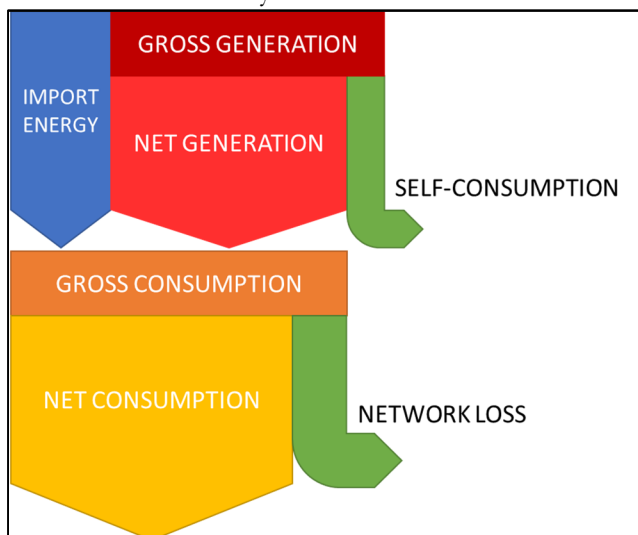 GROSS GENERATION
IMPORT
ENERGY
NET GENERATION
SELF-CONSUMPTION
GROSS CONSUMPTION
NET CONSUMPTION
NETWORK LOSS